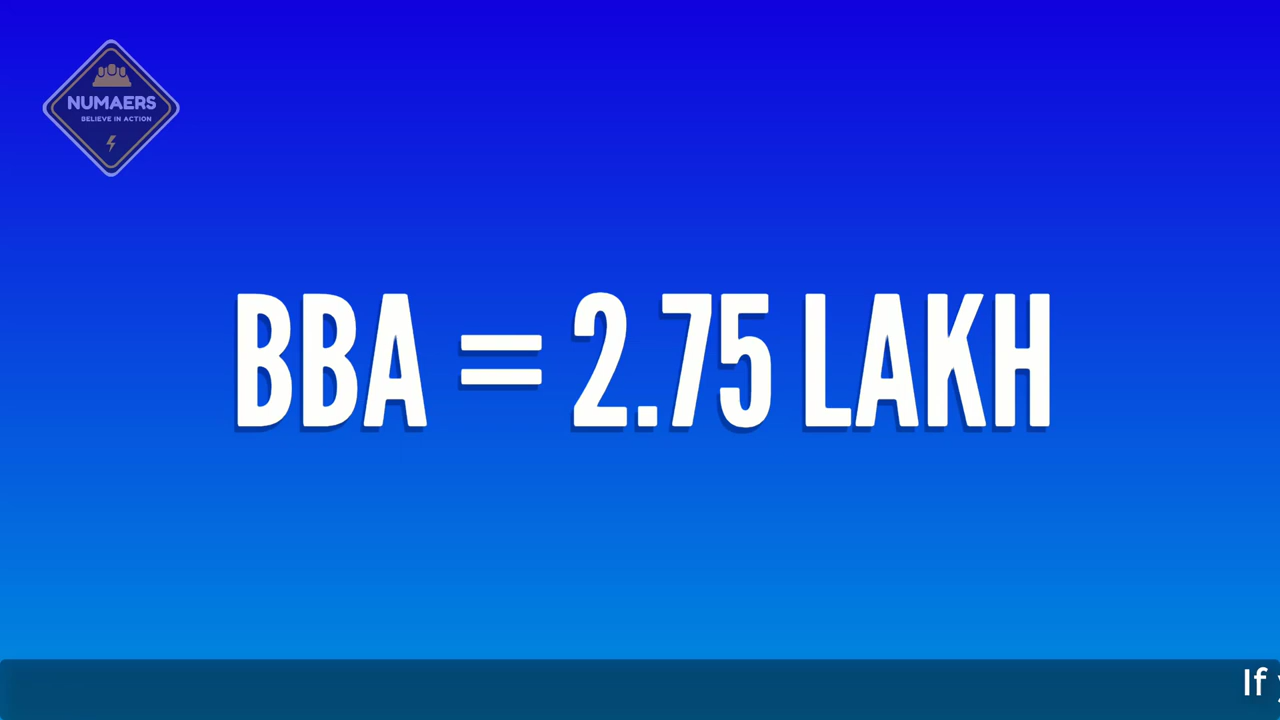 NUMAERS
BELIEVE IN ACTION
BBA = 2.75 LAKH
If